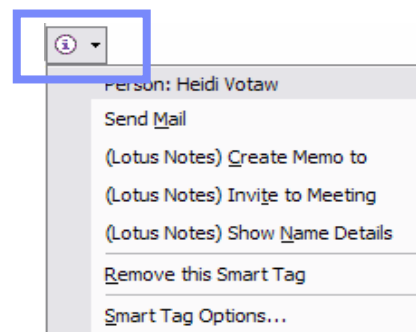 Person: Heidi Votaw
Send Mail
(Lotus Notes) Create Memo to
(Lotus Notes) Invite to Meeting
(Lotus Notes) Show Name Details
Remove this Smart Tag
Smart Tag Options...